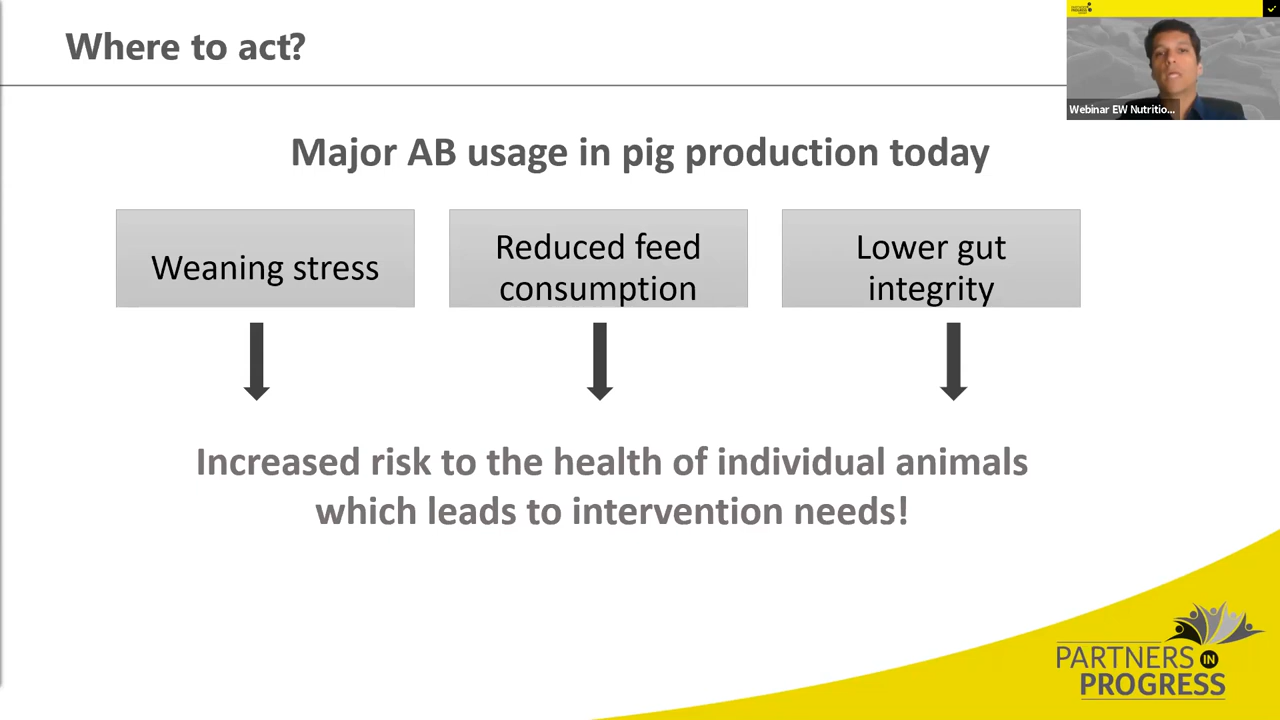 Where to act?
Webinar EW Nutritio...
Major AB usage in pig production today
Weaning stress
Reduced feed
consumption
Lower gut
integrity
Increased risk to the health of individual animals
which leads to intervention needs!
PARTNERS IN
PROGRESS